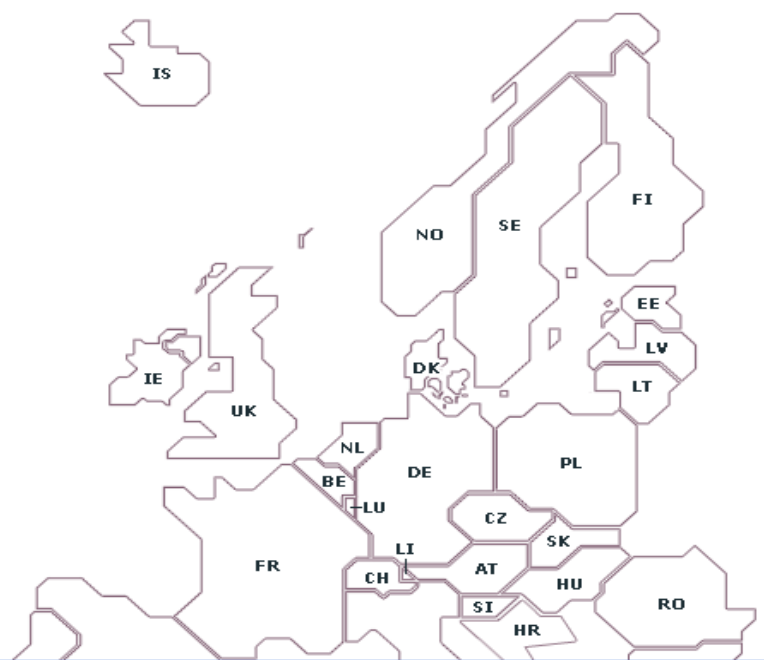 IS
FI
SE
NO
EE
LV
DK
IE
LT
UK
NL
PL
DE
BE
LU
CZ
SK
LI
FR
AT
CH
HU
RO
SI
HR